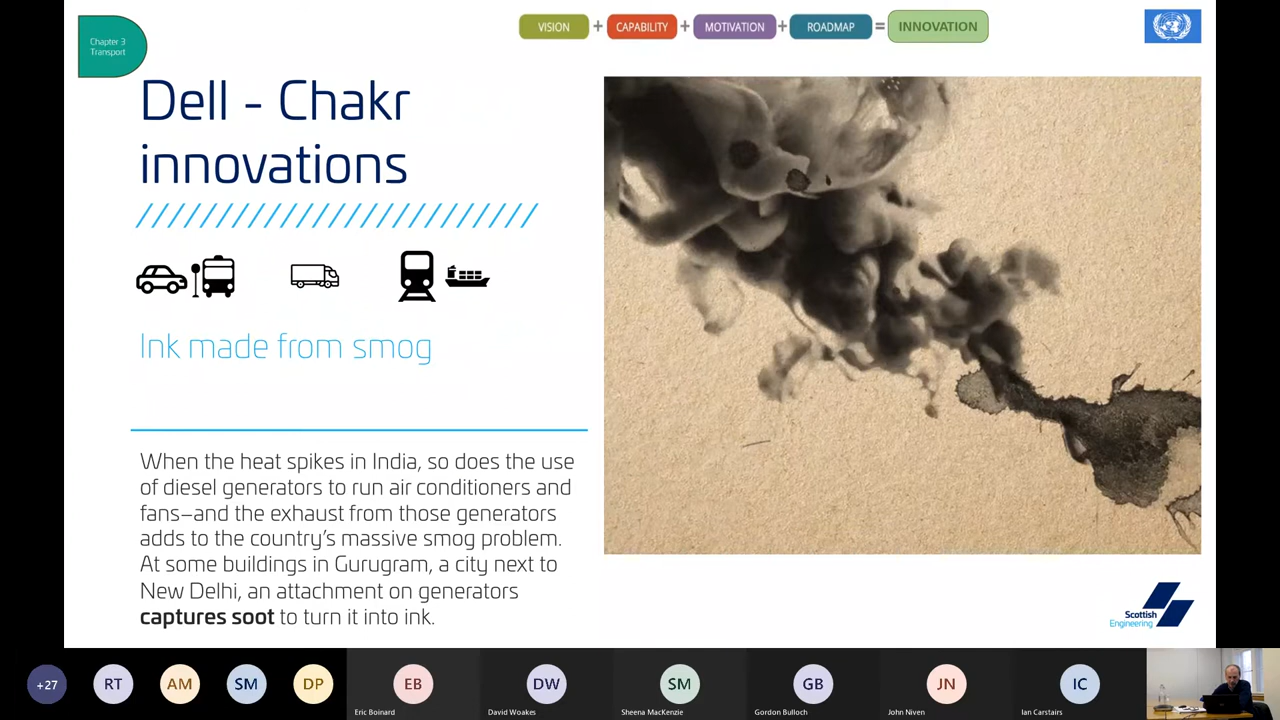 Chapter 3
Transport
VISION + CAPABILITY + MOTIVATION + ROADMAP = INNOVATION
Dell - Chakr
innovations
Ink made from smog
When the heat spikes in India, so does the use
of diesel generators to run air conditioners and
fans–and the exhaust from those generators
adds to the country's massive smog problem.
At some buildings in Gurugram, a city next to
New Delhi, an attachment on generators
captures soot to turn it into ink.
Scottish
Engineering
+27 RT AM SM DP EB DW SM GB JN IC
Eric Boinard David Woakes Sheena MacKenzie Gordon Bulloch John Niven Ian Carstairs